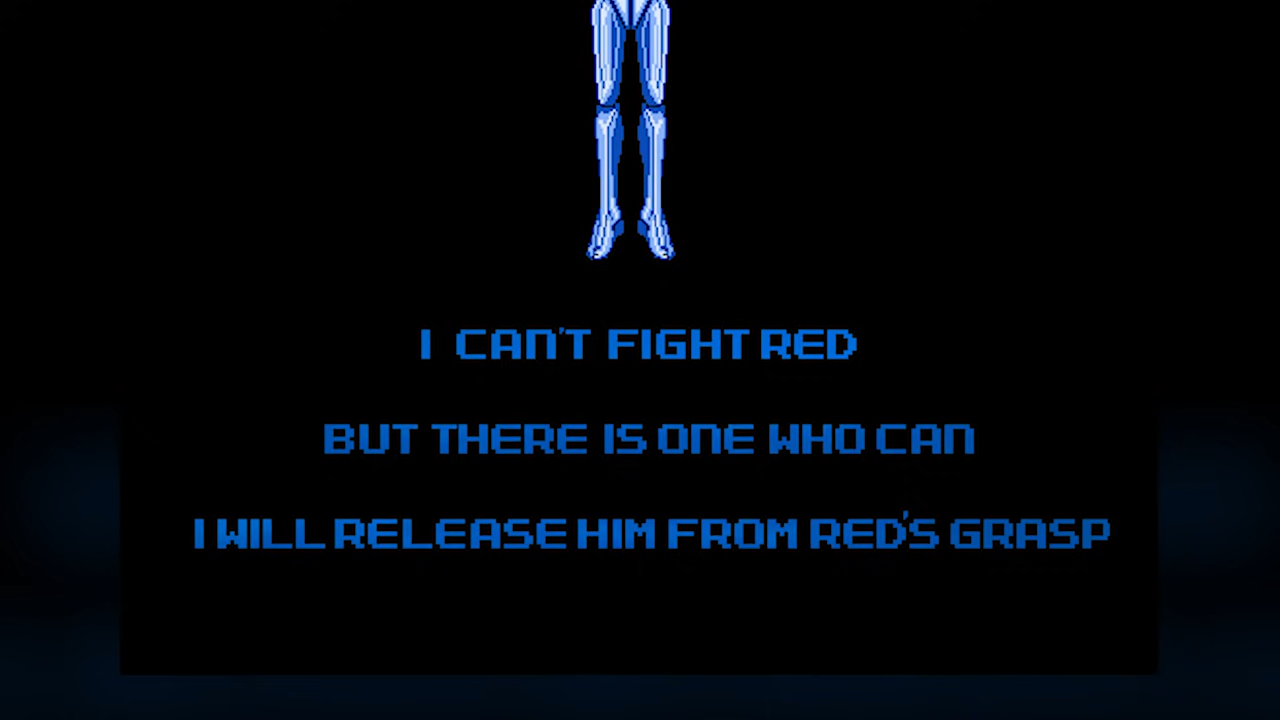 I CAN'T FIGHT RED
BUT THERE IS ONE WHO CAN
I WILL RELEASE HIM FROM RED'S GRASP